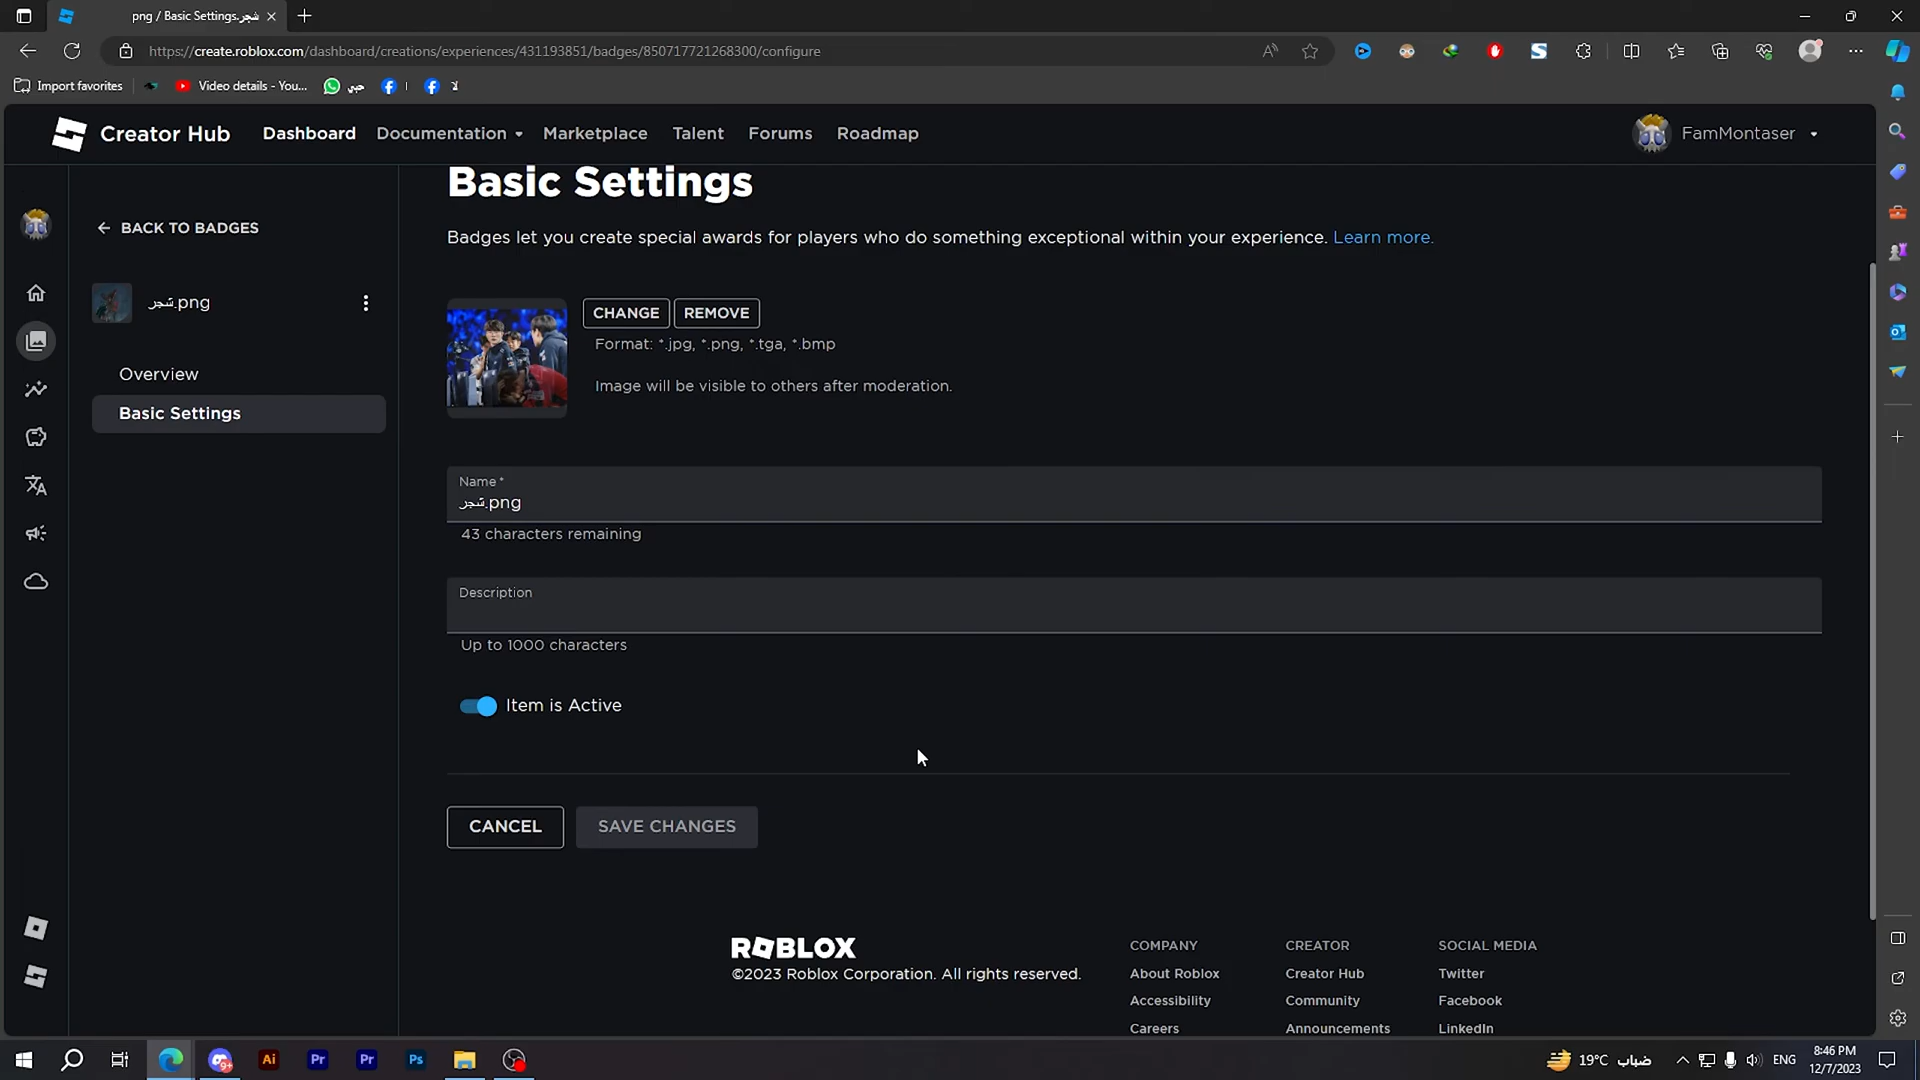 png / Basic Settings.شجر
https://create.roblox.com/dashboard/creations/experiences/431193851/badges/850717721268300/configure
Import favorites
Video details - You...
حبي
ا
لا
Creator Hub
Dashboard
Documentation
Marketplace
Talent
Forums
Roadmap
FamMontaser
Basic Settings
BACK TO BADGES
Badges let you create special awards for players who do something exceptional within your experience. Learn more.
شجر.png
CHANGE
REMOVE
Format: *.jpg, *.png, *.tga, *.bmp
Image will be visible to others after moderation.
Overview
Basic Settings
Name *
شجر.png
43 characters remaining
Description
Up to 1000 characters
Item is Active
CANCEL
SAVE CHANGES
ROBLOX
©2023 Roblox Corporation. All rights reserved.
COMPANY
About Roblox
Accessibility
Careers
CREATOR
Creator Hub
Community
Announcements
SOCIAL MEDIA
Twitter
Facebook
LinkedIn
Ai
Pr
Pr
Ps
19°C ضباب
ENG
8:46 PM
12/7/2023